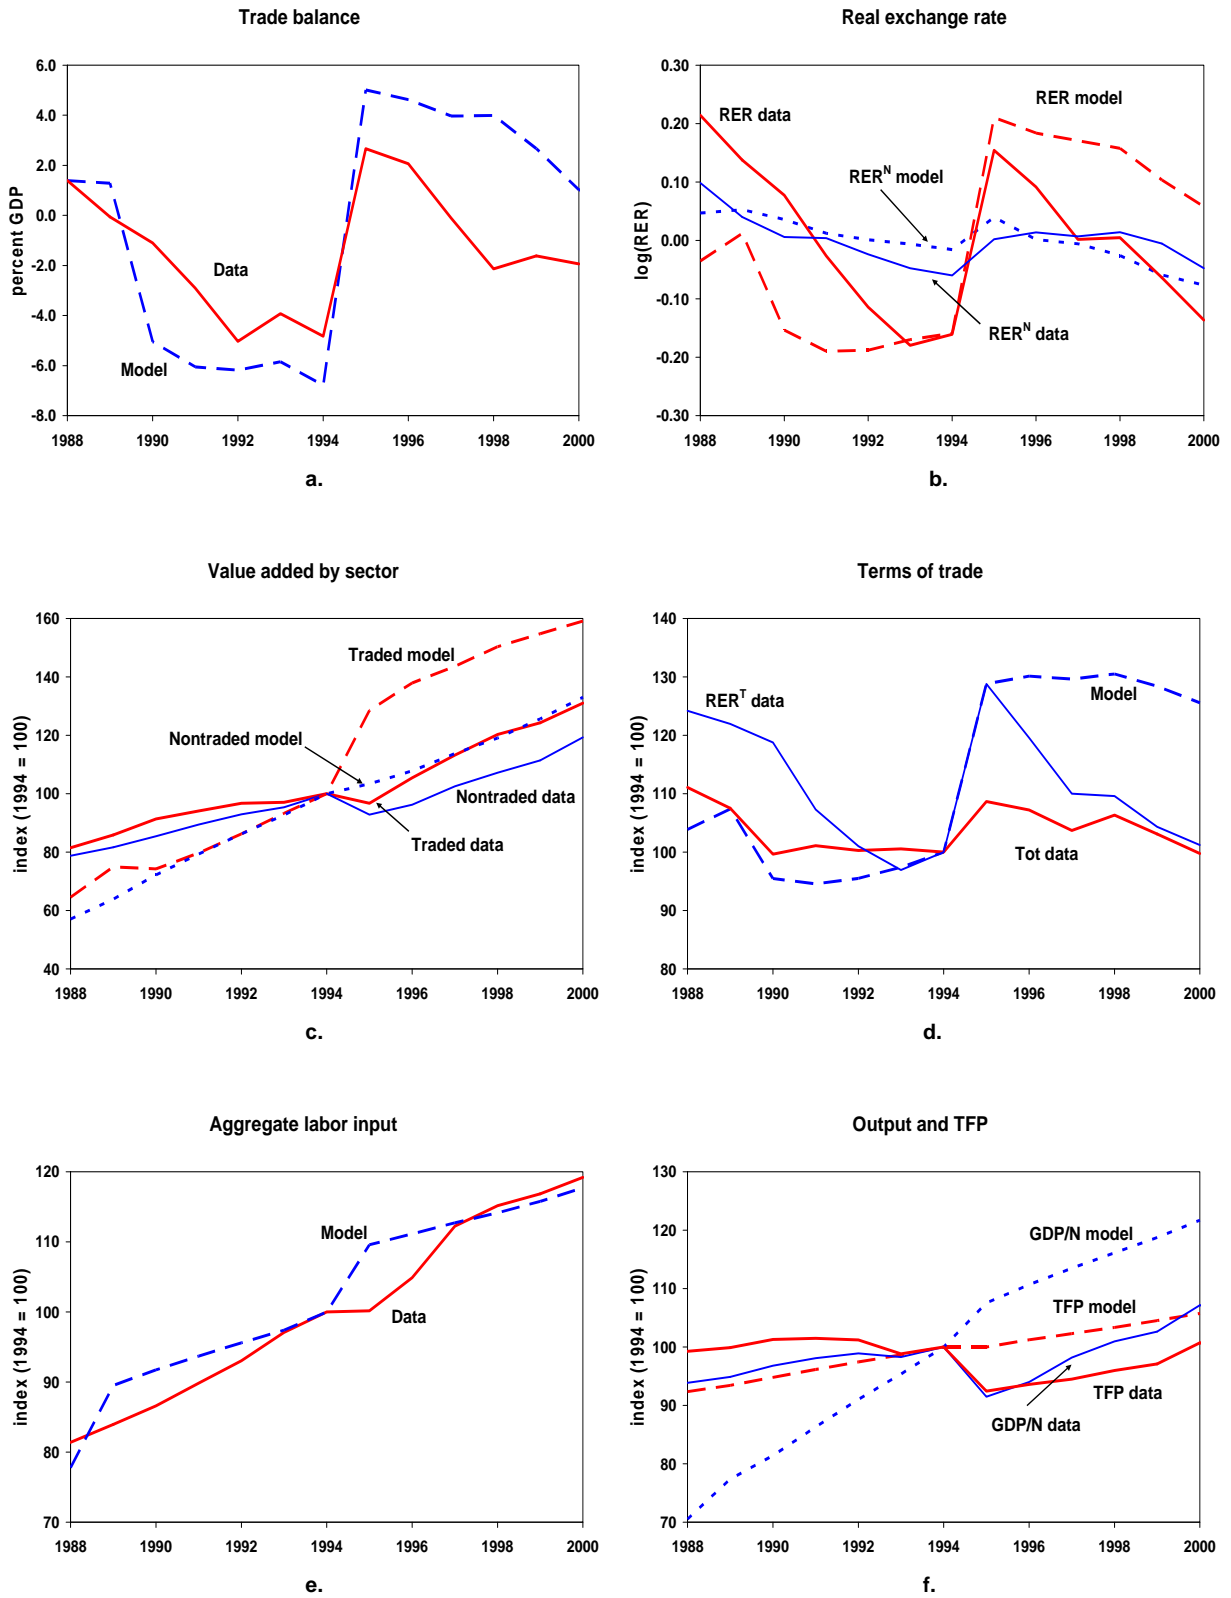 Trade balance
percent GDP
6.0
4.0
2.0
0.0
-2.0
-4.0
-6.0
-8.0
Data
Model
1988 1990 1992 1994 1996 1998 2000
a.
Real exchange rate
log(RER)
0.30
0.20
0.10
0.00
-0.10
-0.20
-0.30
RER data
RER model
RER^N model
RER^N data
1988 1990 1992 1994 1996 1998 2000
b.
Value added by sector
index (1994 = 100)
160
140
120
100
80
60
40
Traded model
Nontraded model
Nontraded data
Traded data
1988 1990 1992 1994 1996 1998 2000
c.
Terms of trade
index (1994 = 100)
140
130
120
110
100
90
80
RER^T data
Model
Tot data
1988 1990 1992 1994 1996 1998 2000
d.
Aggregate labor input
index (1994 = 100)
120
110
100
90
80
70
Model
Data
1988 1990 1992 1994 1996 1998 2000
e.
Output and TFP
index (1994 = 100)
130
120
110
100
90
80
70
GDP/N model
TFP model
TFP data
GDP/N data
1988 1990 1992 1994 1996 1998 2000
f.